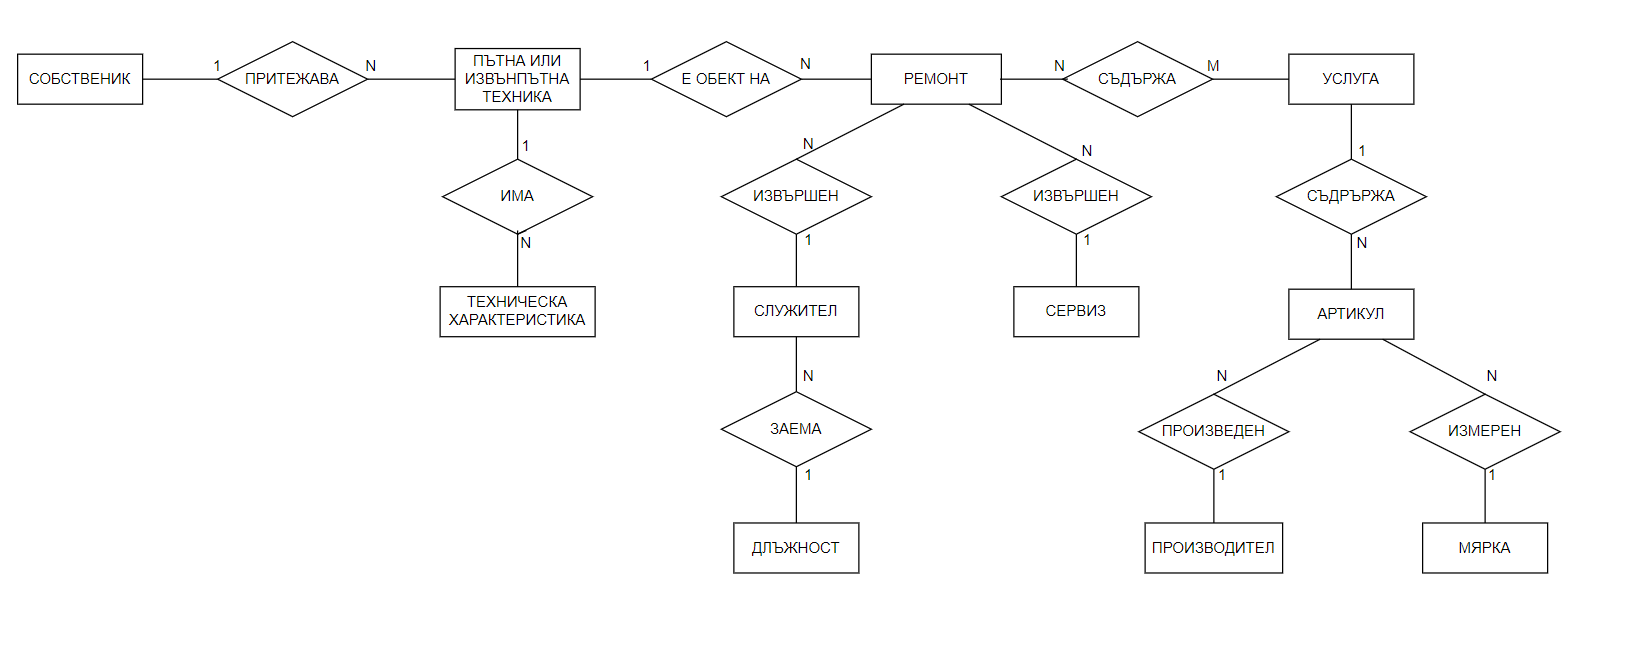 СОБСТВЕНИК
1
ПРИТЕЖАВА
N
ПЪТНА ИЛИ
ИЗВЪНПЪТНА
ТЕХНИКА
1
Е ОБЕКТ НА
N
РЕМОНТ
N
СЪДЪРЖА
M
УСЛУГА
1
N
N
1
ИМА
ИЗВЪРШЕН
ИЗВЪРШЕН
СЪДРЪРЖА
N
1
1
N
ТЕХНИЧЕСКА
ХАРАКТЕРИСТИКА
СЛУЖИТЕЛ
СЕРВИЗ
АРТИКУЛ
N
N
N
ЗАЕМА
ПРОИЗВЕДЕН
ИЗМЕРЕН
1
1
1
ДЛЪЖНОСТ
ПРОИЗВОДИТЕЛ
МЯРКА